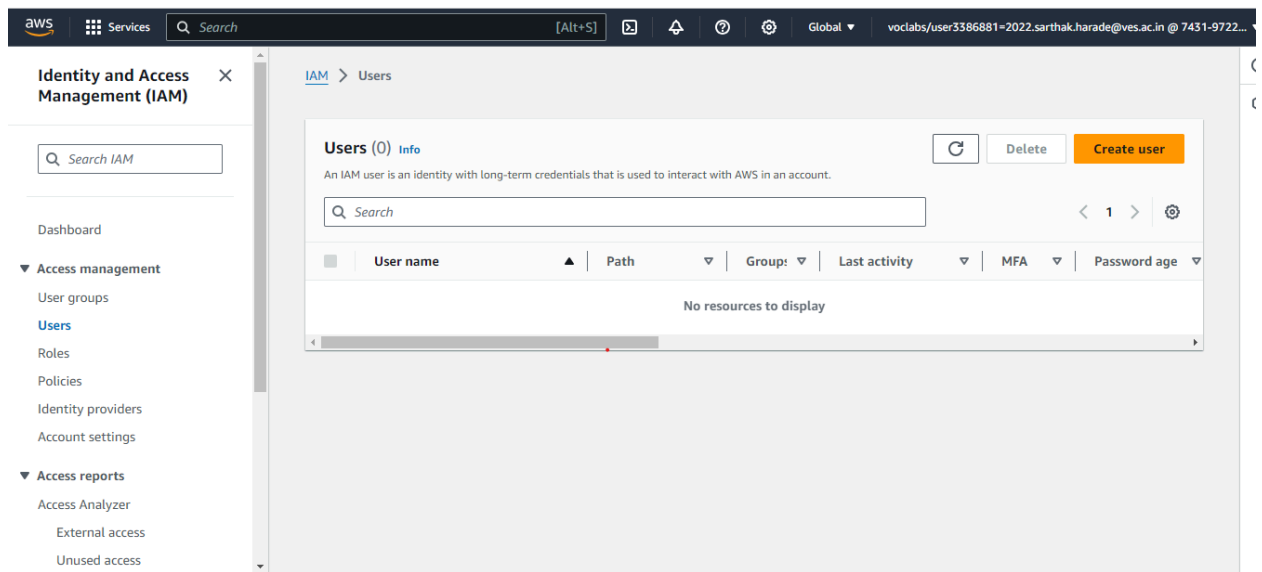 aws Services Search [Alt+S] Global voclabs/user3386881=2022.sarthak.harade@ves.ac.in @ 7431-9722...
Identity and Access
Management (IAM)
Search IAM
Dashboard
Access management
User groups
Users
Roles
Policies
Identity providers
Account settings
Access reports
Access Analyzer
External access
Unused access
IAM > Users
Users (0) Info
Delete
Create user
An IAM user is an identity with long-term credentials that is used to interact with AWS in an account.
Search
1
User name Path Groups Last activity MFA Password age
No resources to display